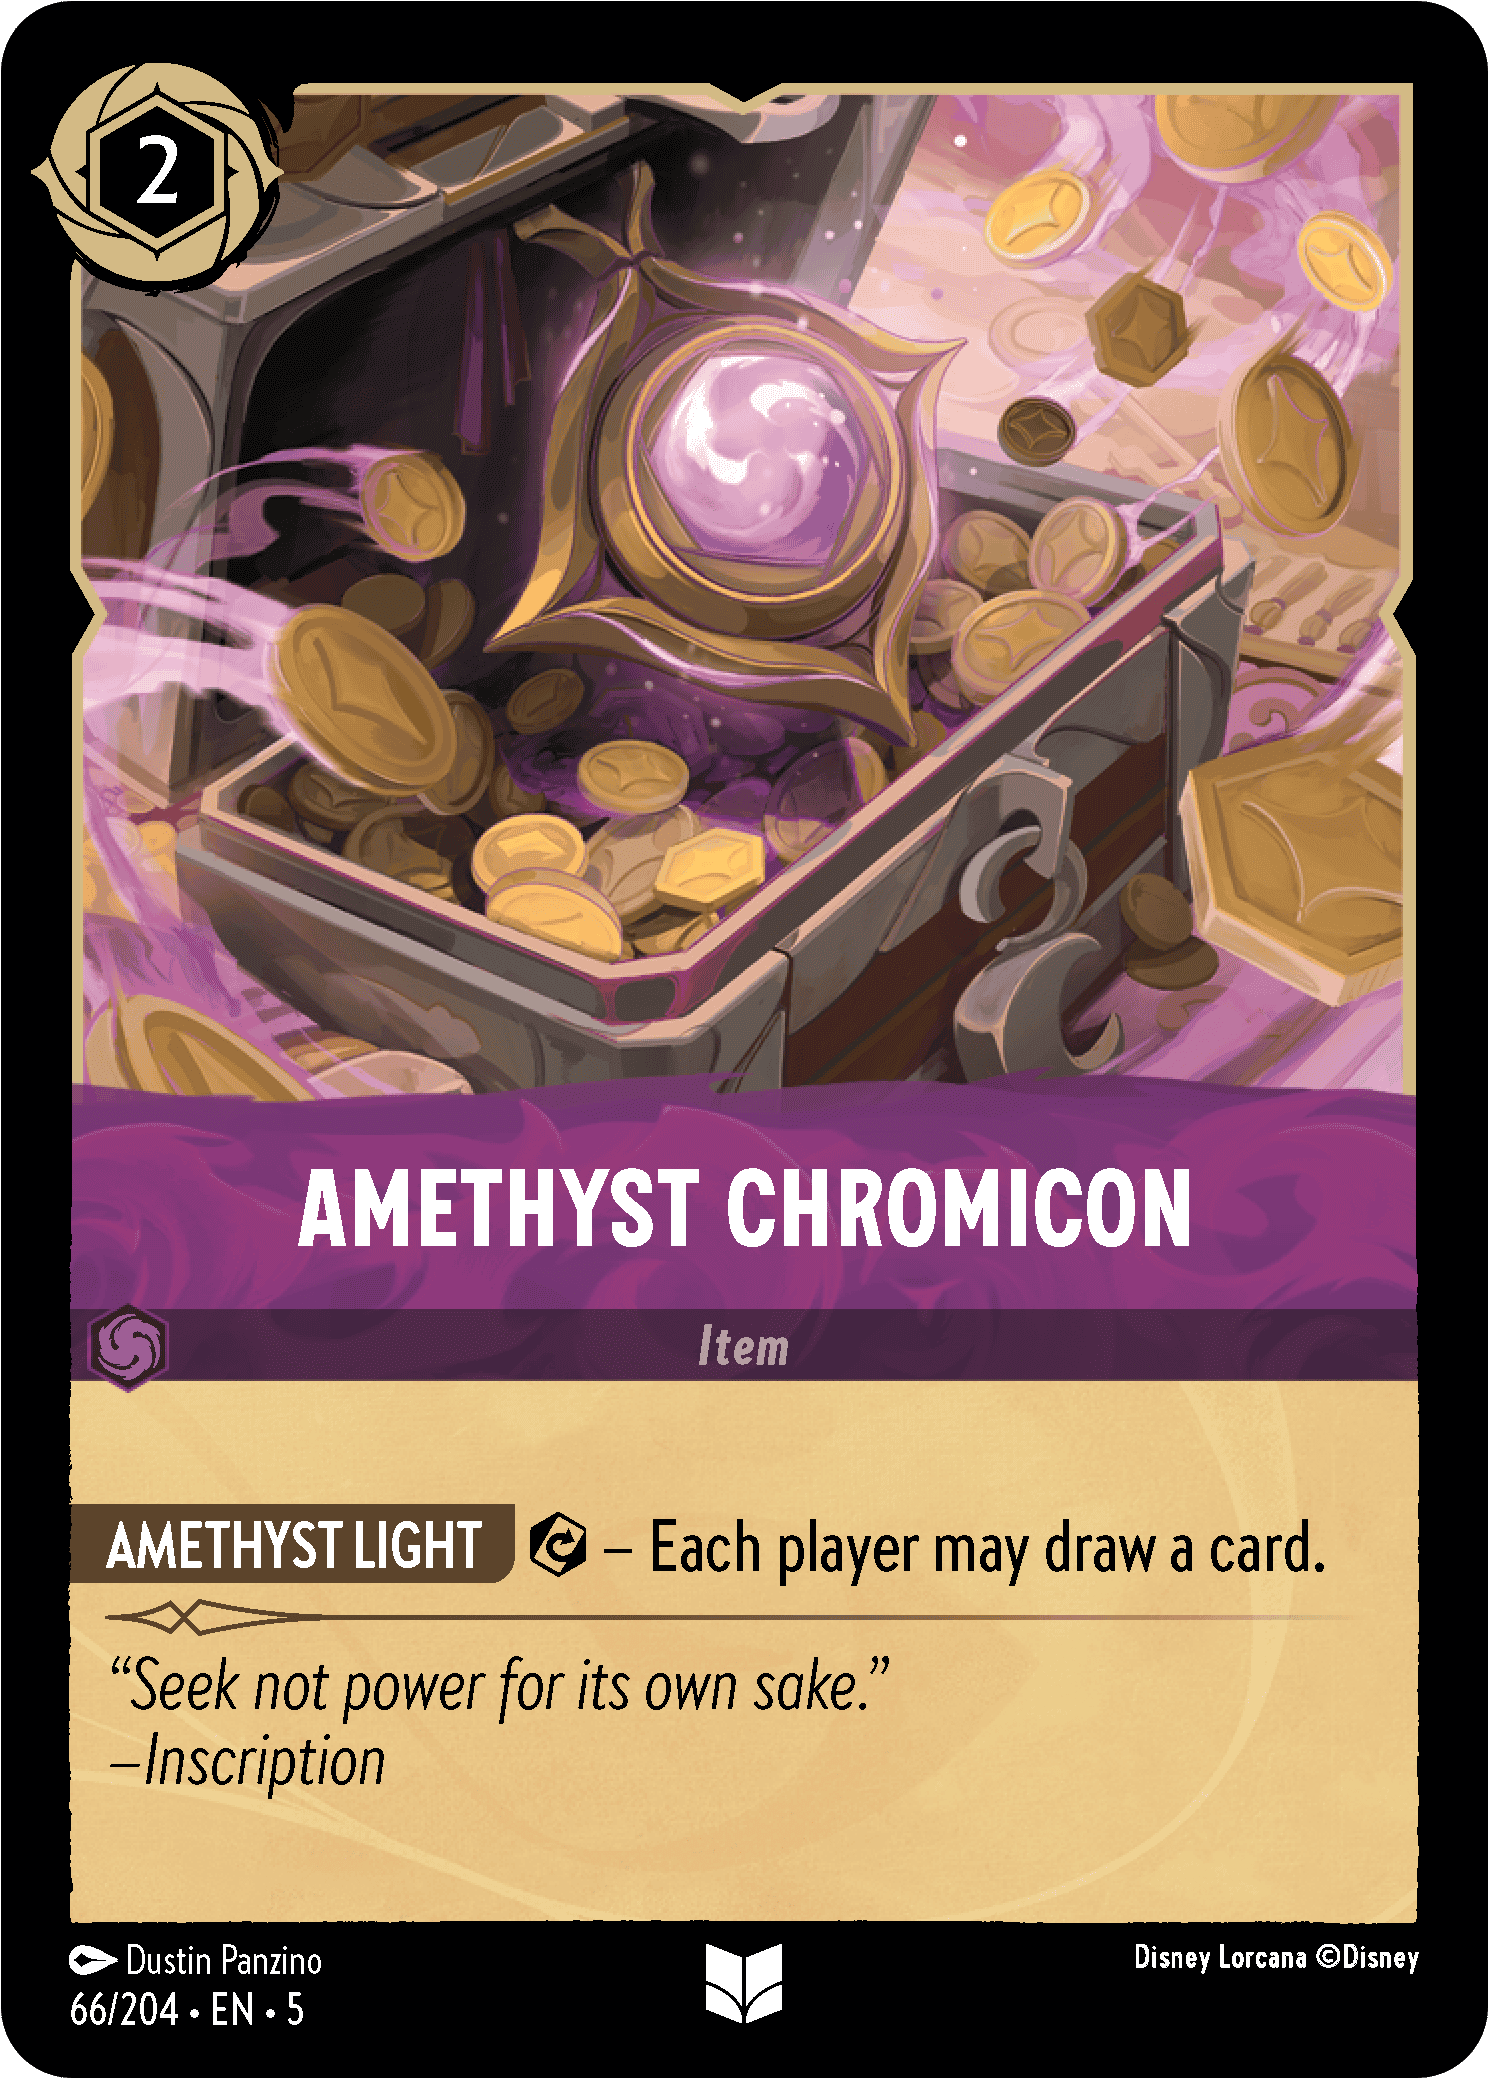 2
AMETHYST CHROMICON
Item
AMETHYST LIGHT – Each player may draw a card.
“Seek not power for its own sake.”
—Inscription
Dustin Panzino
Disney Lorcana ©Disney
66/204 • EN • 5